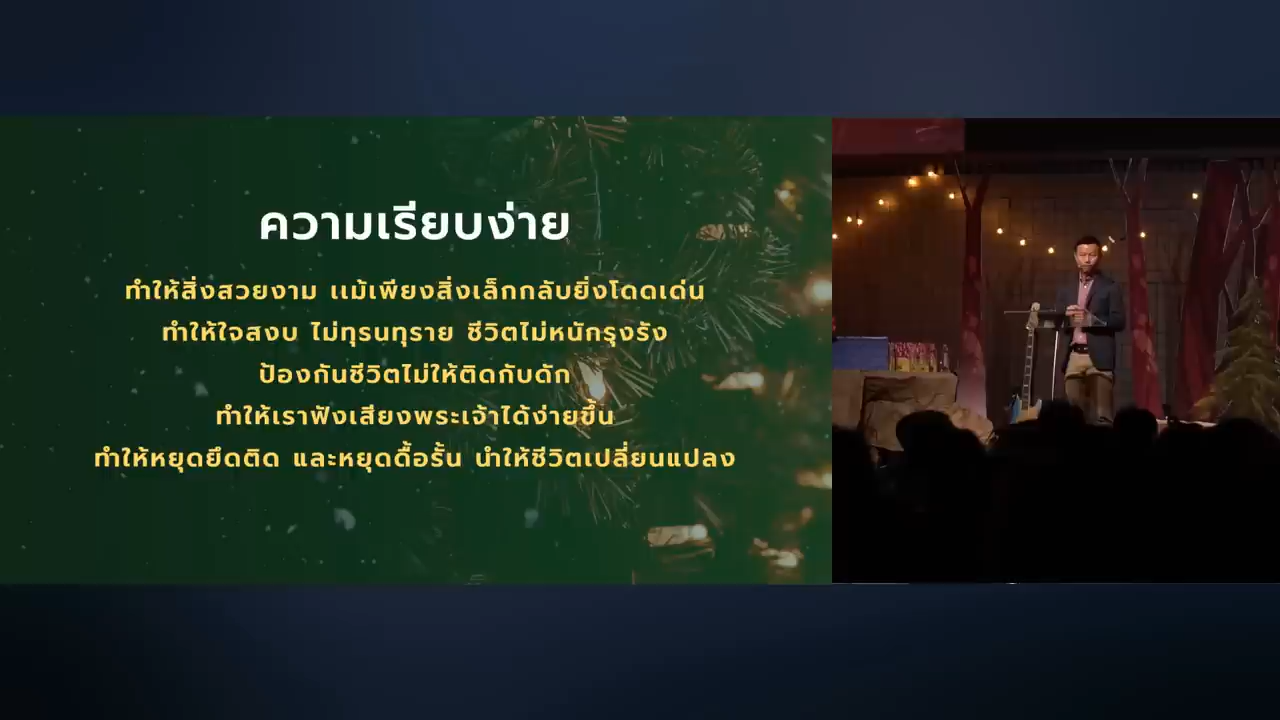 ความเรียบง่าย
ทำให้สิ่งสวยงาม แม้เพียงสิ่งเล็กกลับยิ่งโดดเด่น
ทำให้ใจสงบ ไม่ทุรนทุราย ชีวิตไม่หนักรุงรัง
ป้องกันชีวิตไม่ให้ติดกับดัก
ทำให้เราฟังเสียงพระเจ้าได้ง่ายขึ้น
ทำให้หยุดยึดติด และหยุดดื้อรั้น นำให้ชีวิตเปลี่ยนแปลง